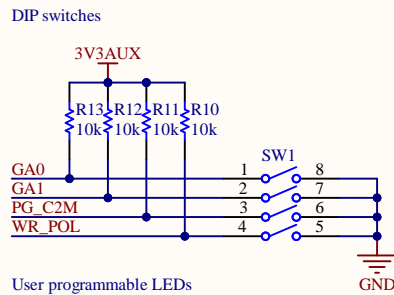 DIP switches
3V3AUX
R13 R12 R11 R10
10k 10k 10k 10k
SW1
GA0 1 8
GA1 2 7
PG_C2M 3 6
WR_POL 4 5
User programmable LEDs GND